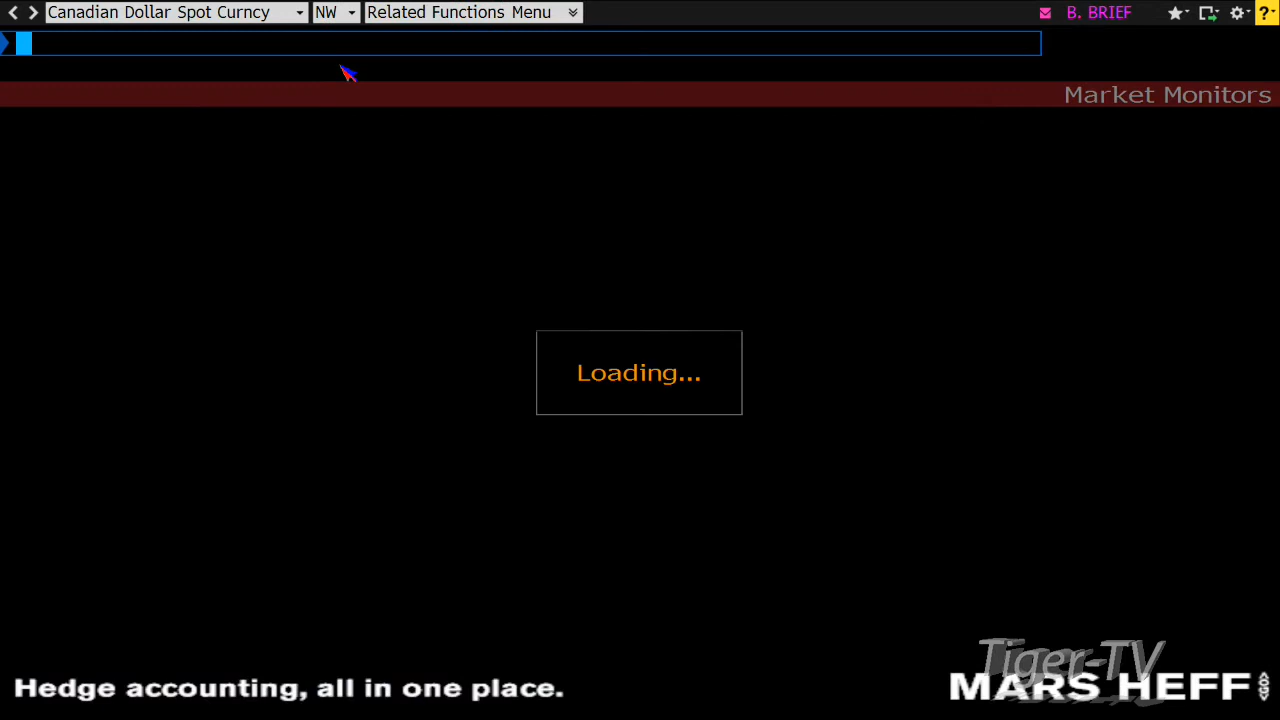 Canadian Dollar Spot Curncy NW Related Functions Menu B. BRIEF ?
Market Monitors
Loading...
Tiger-TV
Hedge accounting, all in one place. MARS HEFF